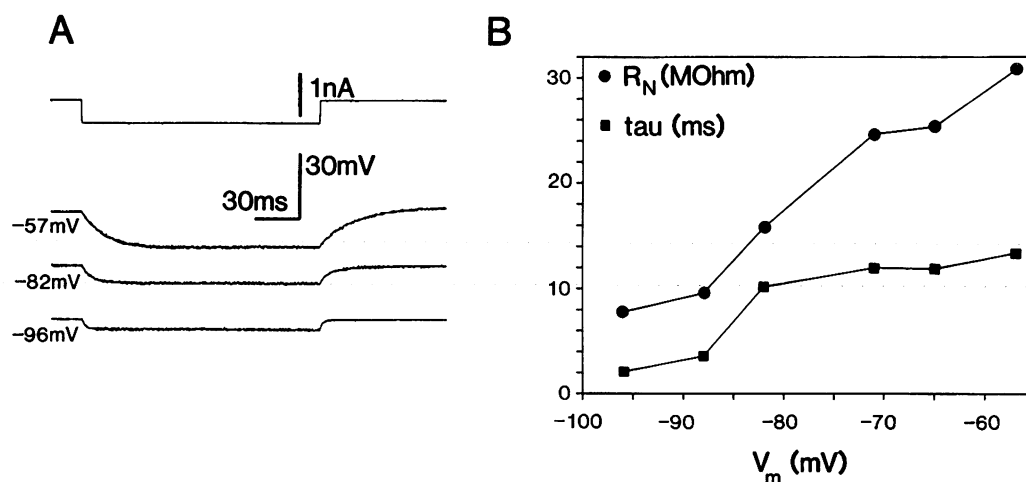 A
1nA
30mV
30ms
-57mV
-82mV
-96mV
B
R_N (MOhm)
tau (ms)
30
20
10
0
-100
-90
-80
-70
-60
V_m (mV)